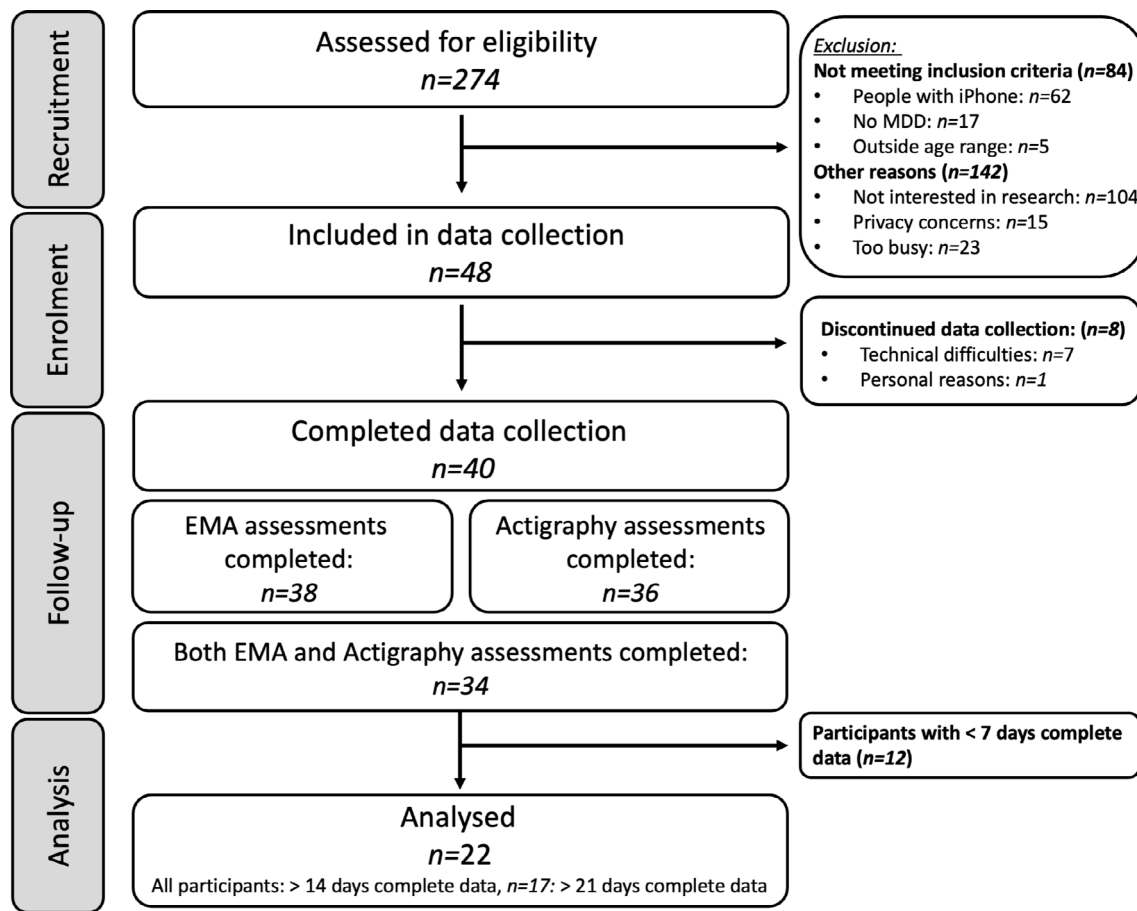 Recruitment
Assessed for eligibility
n=274
Exclusion:
Not meeting inclusion criteria (n=84)
• People with iPhone: n=62
• No MDD: n=17
• Outside age range: n=5
Other reasons (n=142)
• Not interested in research: n=104
• Privacy concerns: n=15
• Too busy: n=23
Enrolment
Included in data collection
n=48
Discontinued data collection: (n=8)
• Technical difficulties: n=7
• Personal reasons: n=1
Follow-up
Completed data collection
n=40
EMA assessments
completed:
n=38
Actigraphy assessments
completed:
n=36
Both EMA and Actigraphy assessments completed:
n=34
Participants with < 7 days complete
data (n=12)
Analysis
Analysed
n=22
All participants: > 14 days complete data, n=17: > 21 days complete data